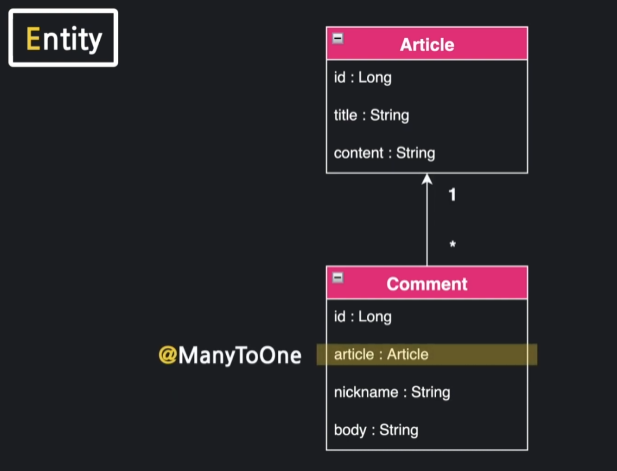 Entity
Article
id : Long
title : String
content : String
1
*
Comment
id : Long
@ManyToOne
article : Article
nickname : String
body : String